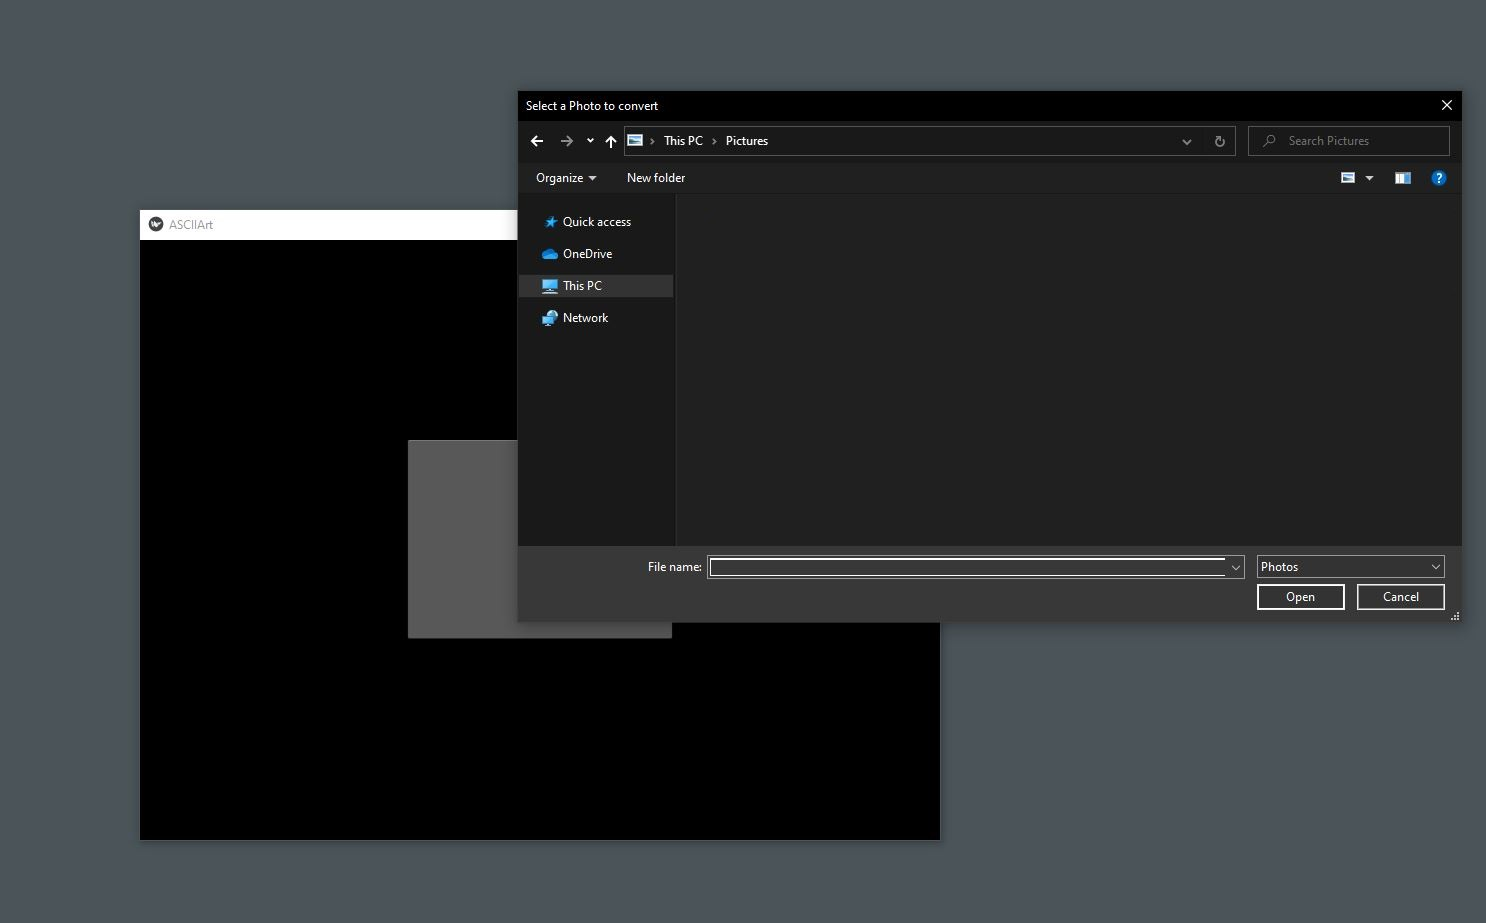 Select a Photo to convert
This PC Pictures
Search Pictures
Organize New folder
ASCIIArt
Quick access
OneDrive
This PC
Network
File name:
Photos
Open Cancel